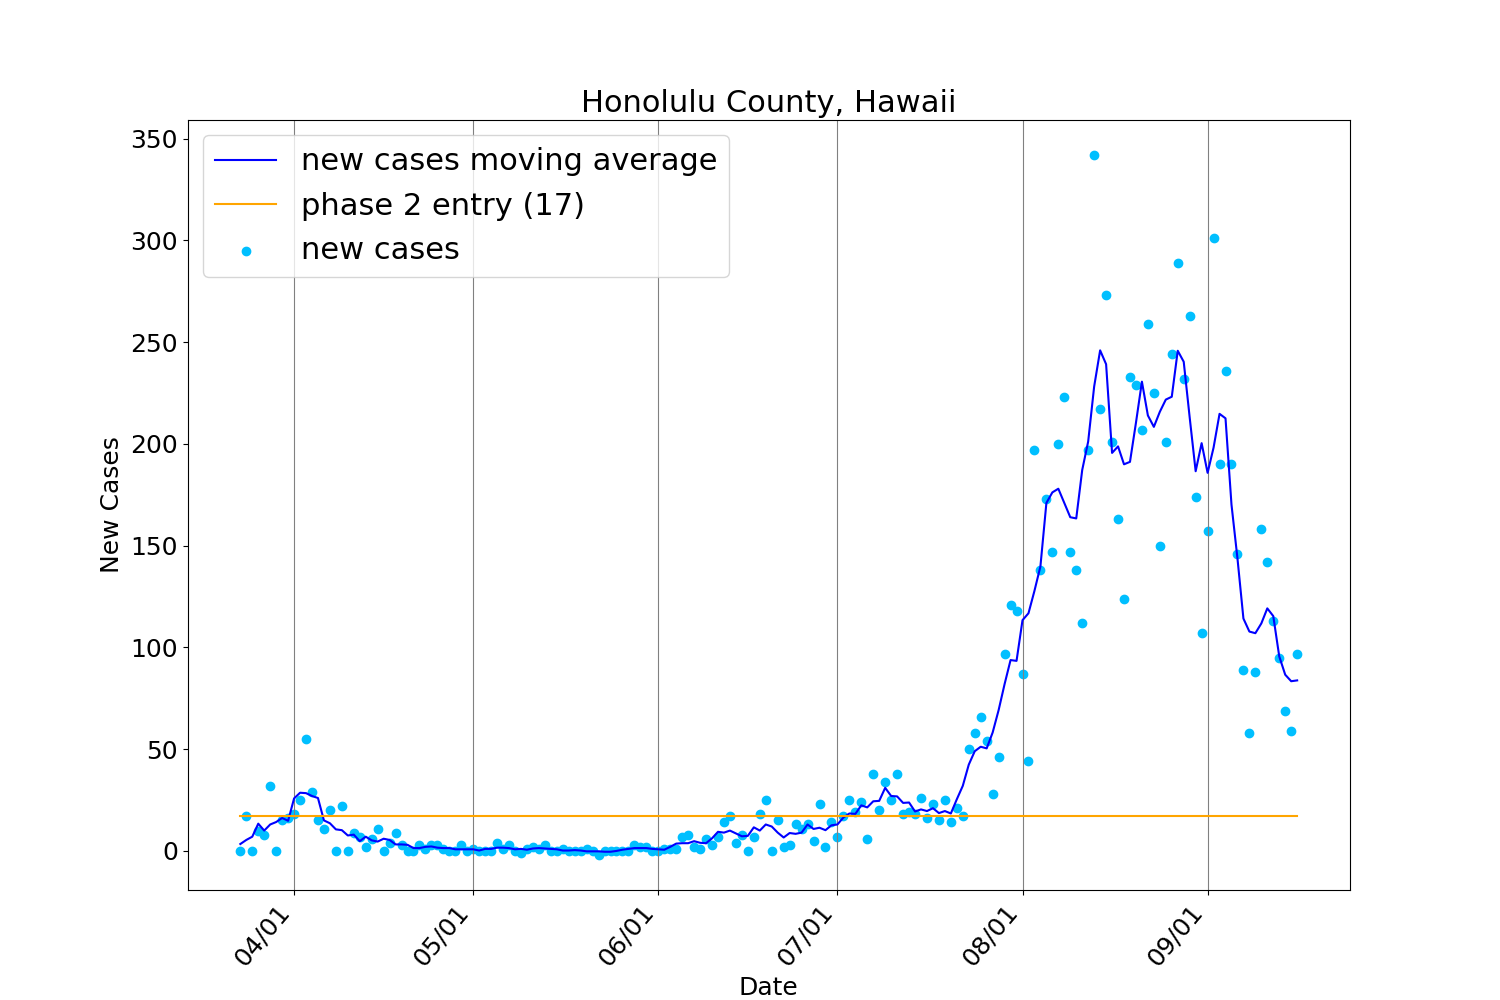 Honolulu County, Hawaii
new cases moving average
phase 2 entry (17)
new cases
New Cases
350
300
250
200
150
100
50
0
04/01
05/01
06/01
07/01
08/01
09/01
Date